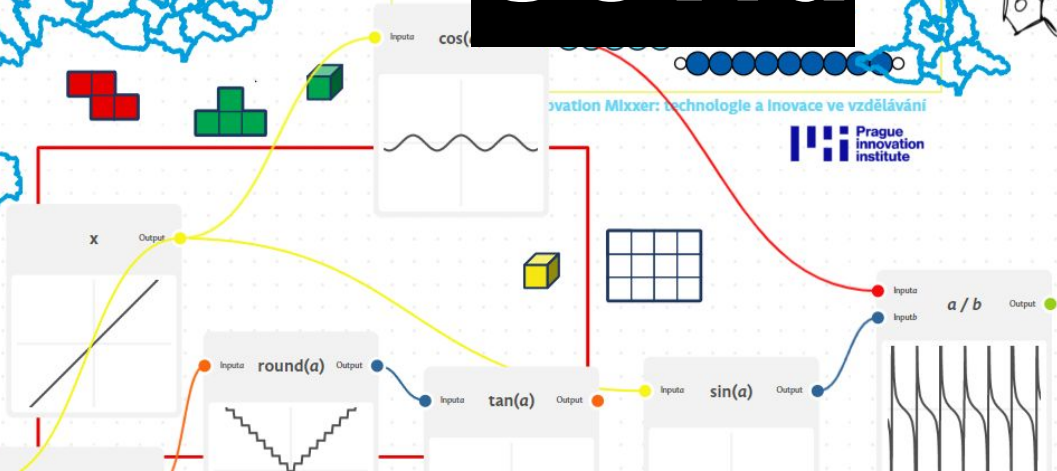 Inputa
ovation Mixxer: technologie a inovace ve vzdělávání
Prague
innovation
institute
x
Output
Inputa
a / b
Output
Inputb
Inputa
round(a)
Output
Inputa
tan(a)
Output
Inputa
sin(a)
Output